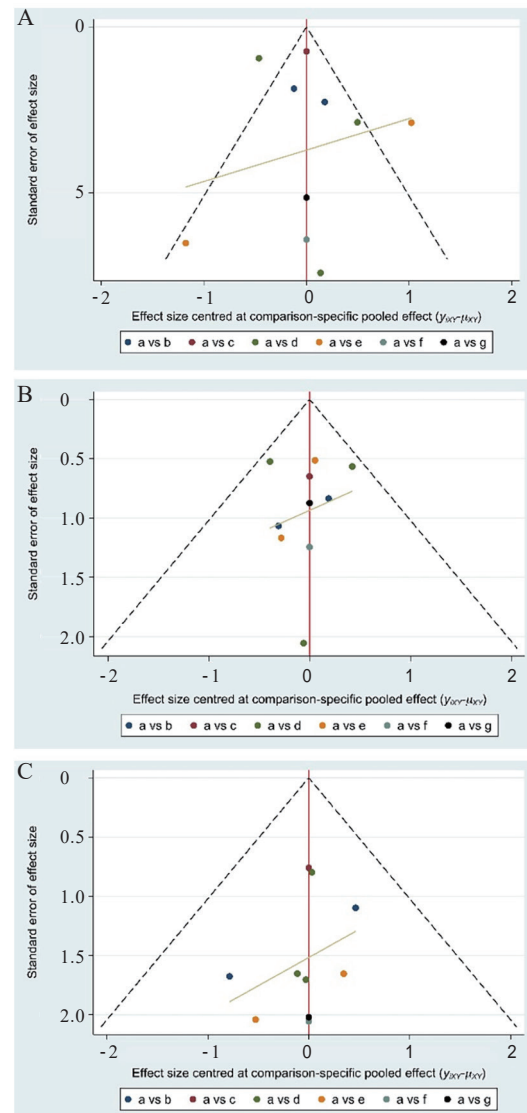 A
0
5
Standard error of effect size
-2 -1 0 1 2
Effect size centred at comparison-specific pooled effect (yiXY-μXY)
a vs b a vs c a vs d a vs e a vs f a vs g
B
0
0.5
1.0
1.5
2.0
Standard error of effect size
-2 -1 0 1 2
Effect size centred at comparison-specific pooled effect (yiXY-μXY)
a vs b a vs c a vs d a vs e a vs f a vs g
C
0
0.5
1.0
1.5
2.0
Standard error of effect size
-2 -1 0 1 2
Effect size centred at comparison-specific pooled effect (yiXY-μXY)
a vs b a vs c a vs d a vs e a vs f a vs g